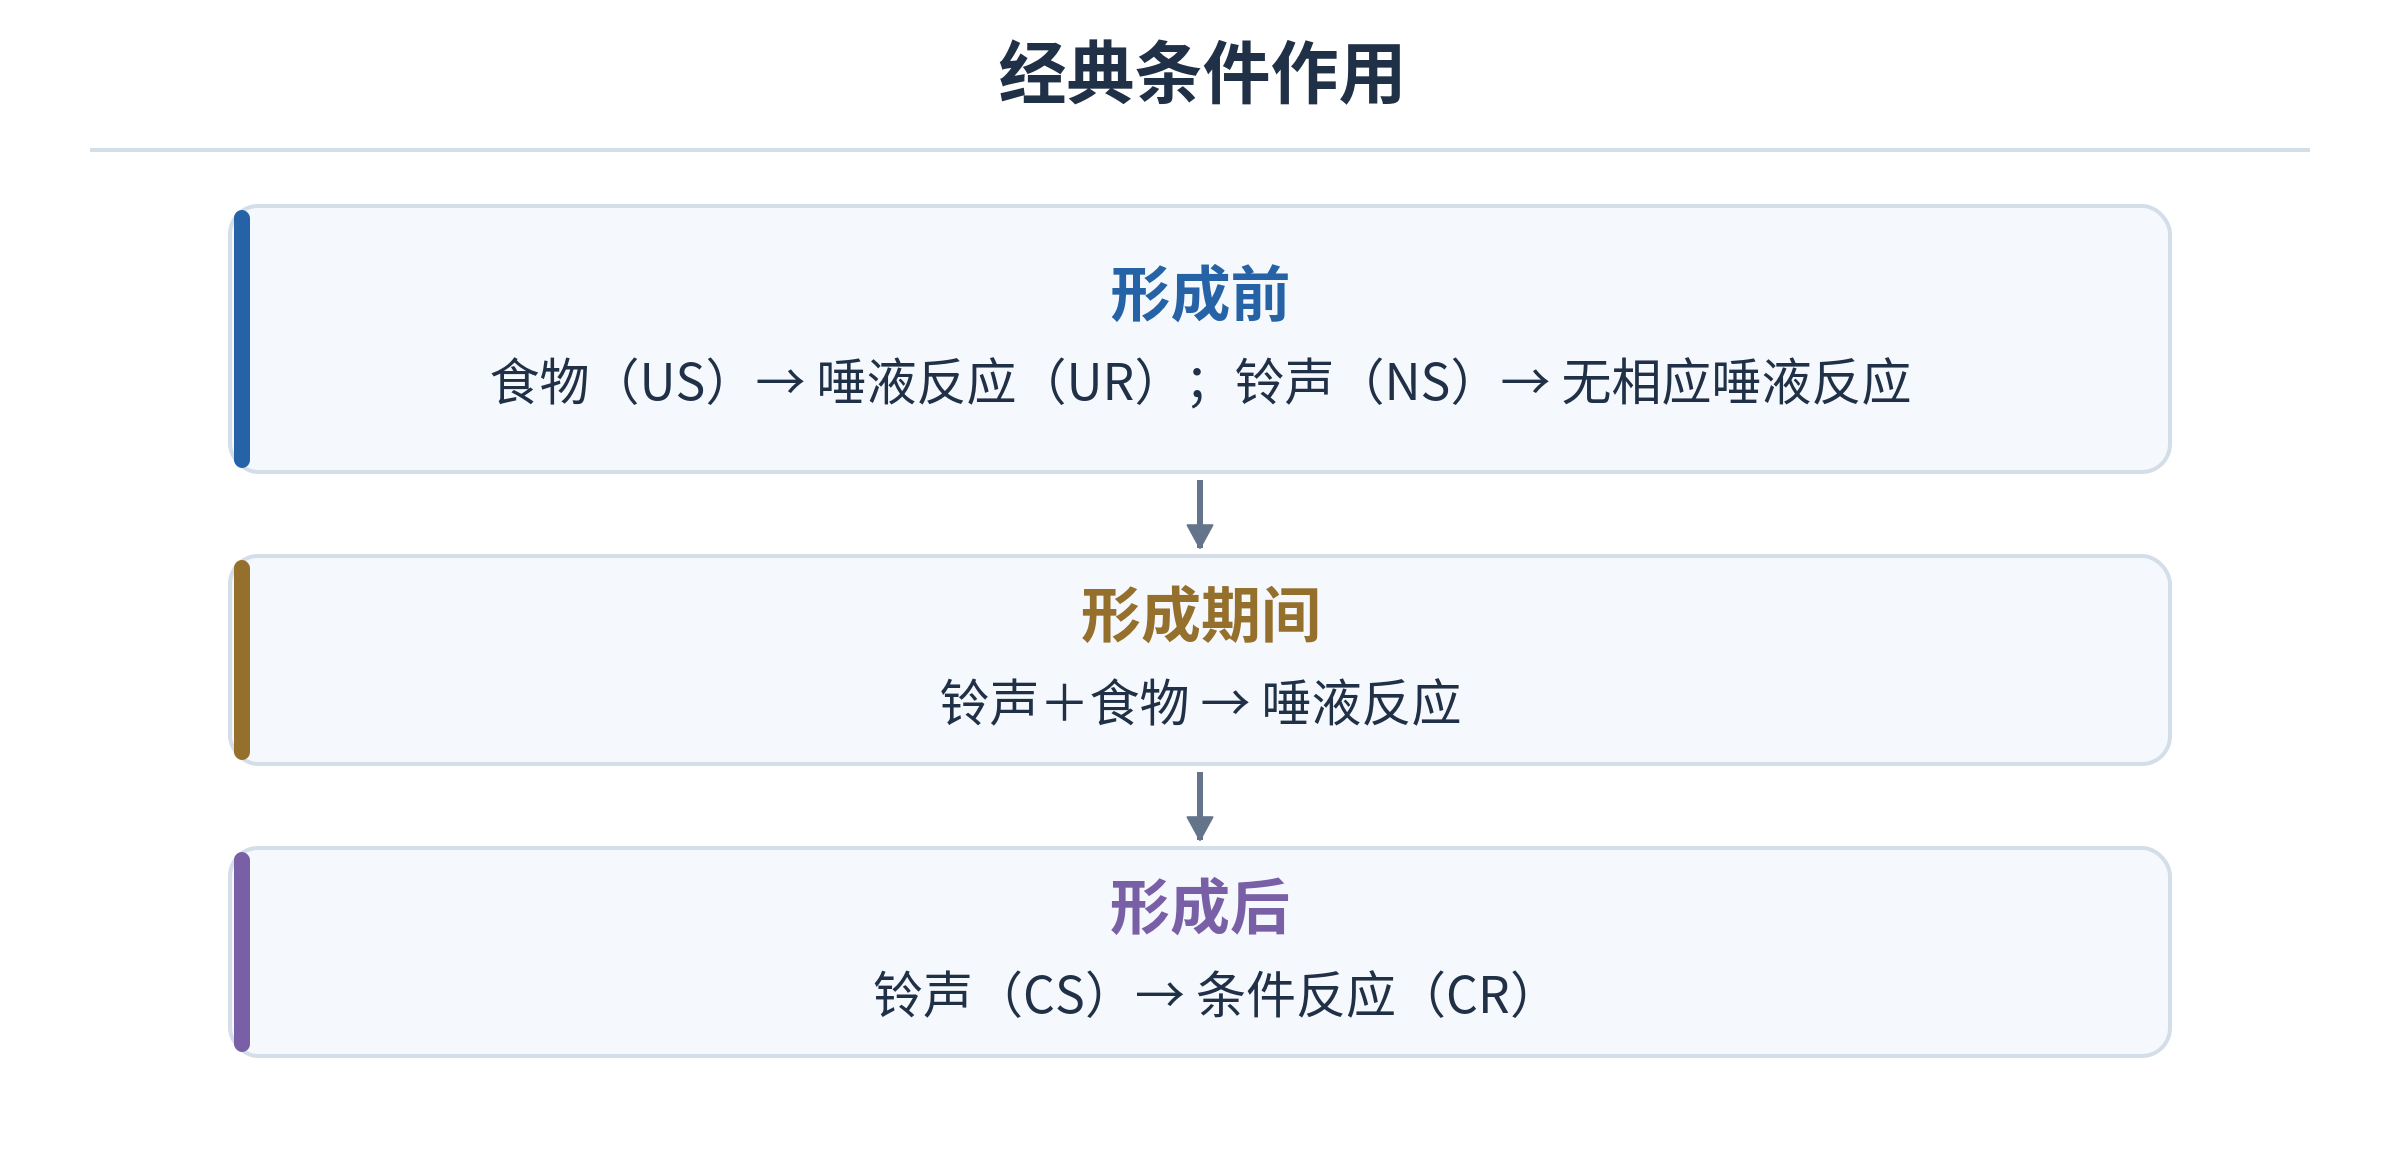 经典条件作用
形成前
食物（US）→ 唾液反应（UR）；铃声（NS）→ 无相应唾液反应
形成期间
铃声＋食物 → 唾液反应
形成后
铃声（CS）→ 条件反应（CR）